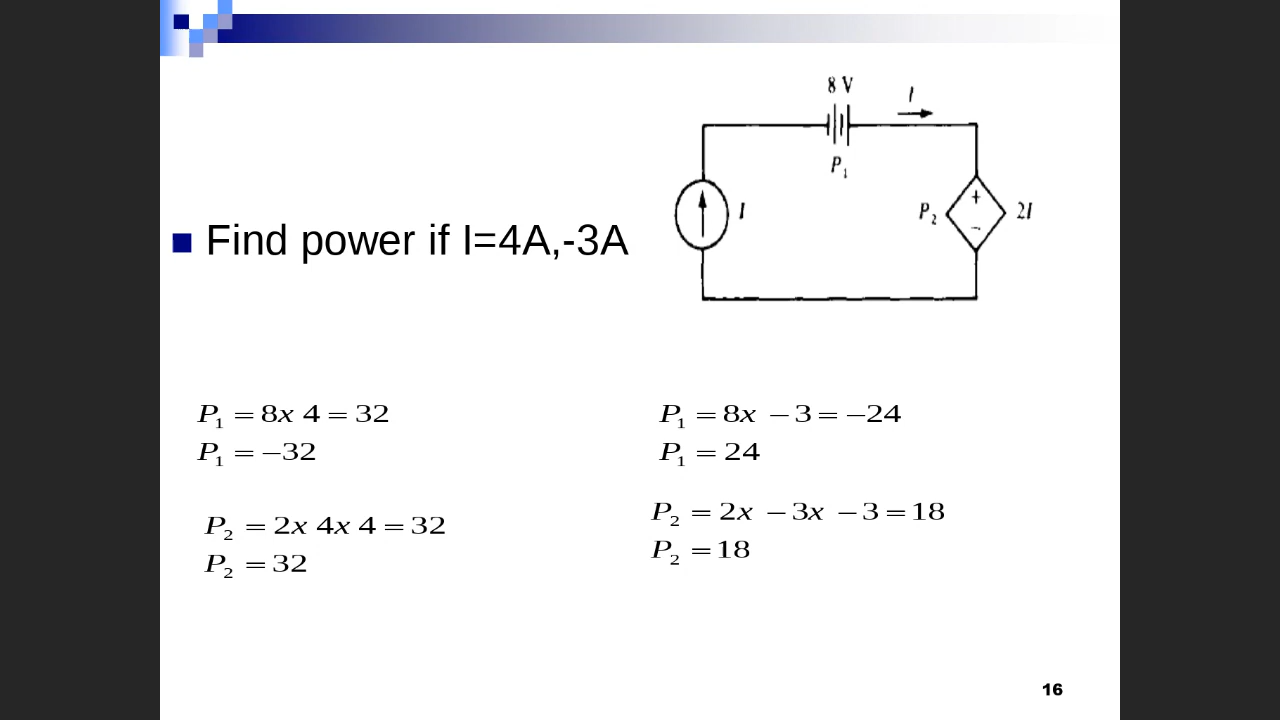 8 V
I
P1
I
P2
+
−
2I
Find power if I=4A,-3A
P1 = 8x 4 = 32
P1 = −32
P2 = 2x 4x 4 = 32
P2 = 32
P1 = 8x − 3 = −24
P1 = 24
P2 = 2x − 3x − 3 = 18
P2 = 18
16